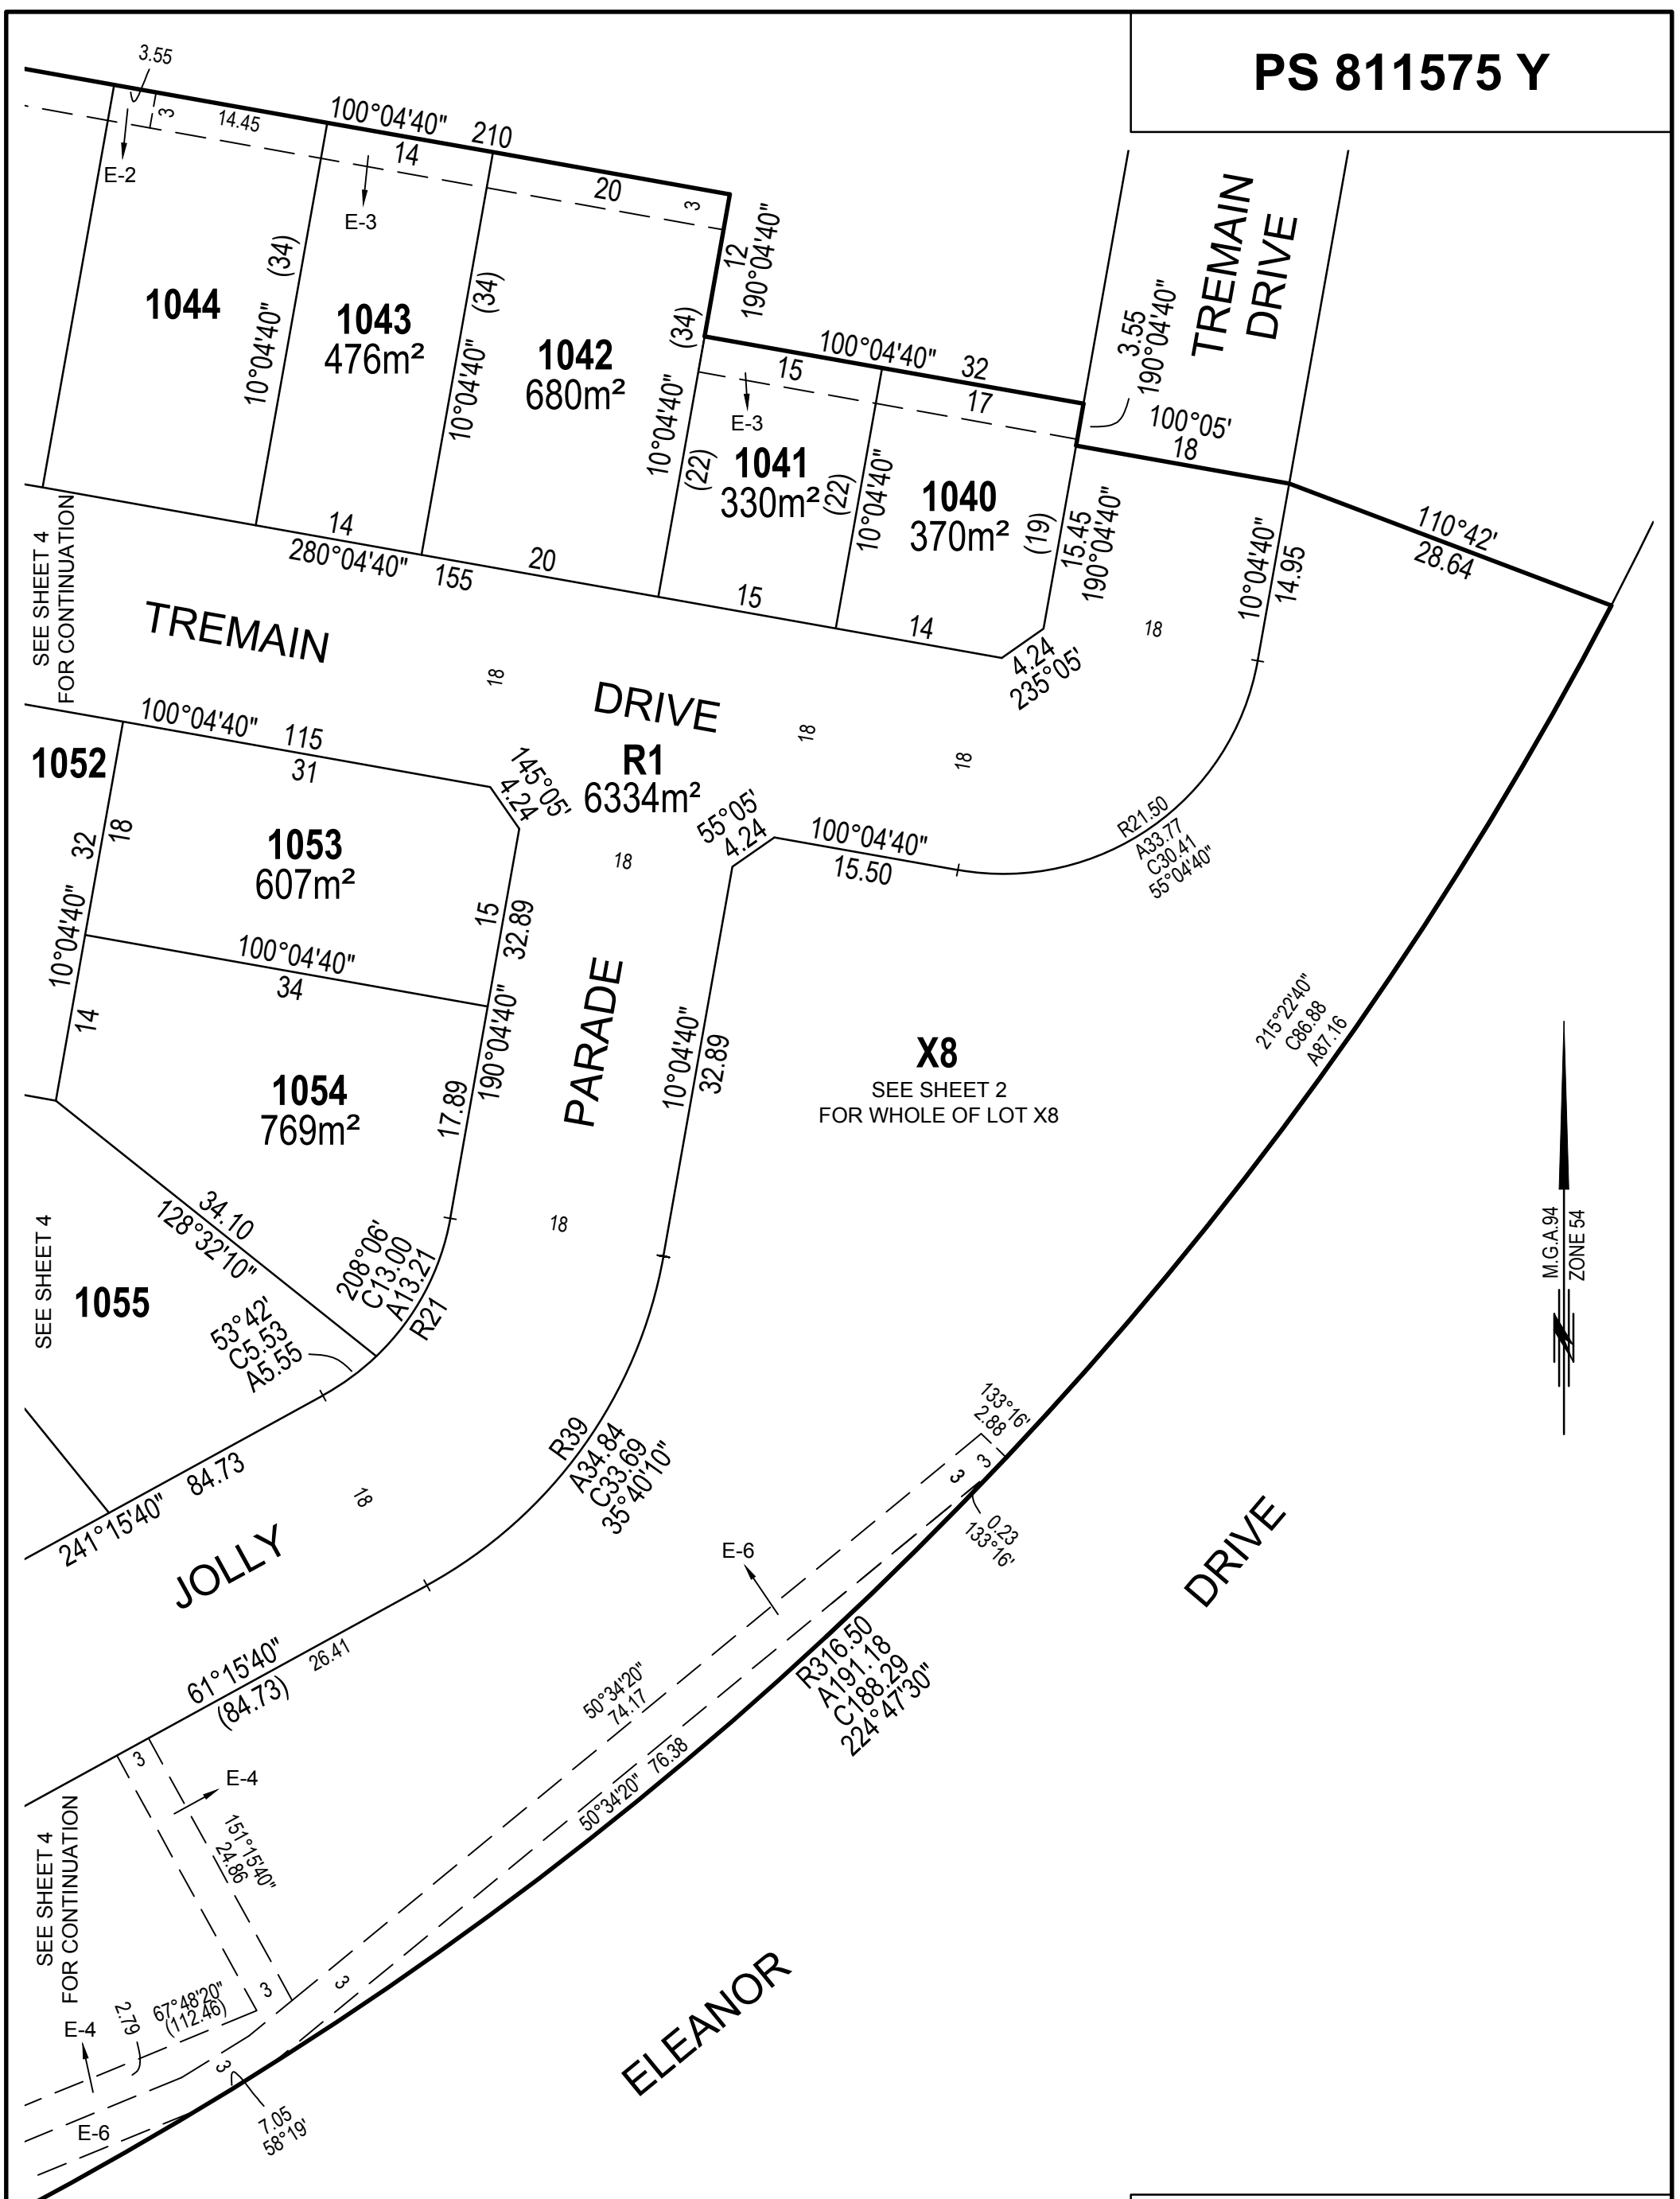 PS 811575 Y
3.55
3
14.45
100°04'40" 210
14
20
3
E-2
E-3
(34)
10°04'40"
(34)
10°04'40"
12
190°04'40"
(34)
10°04'40"
(22)
1044
1043
476m²
1042
680m²
TREMAIN
DRIVE
3.55
190°04'40"
100°04'40" 32
15
17
E-3
100°05'
18
1041
330m²
(22)
10°04'40"
1040
370m²
(19)
15.45
190°04'40"
10°04'40"
14.95
110°42'
28.64
SEE SHEET 4
FOR CONTINUATION
14
280°04'40" 155
20
15
14
4.24
235°05'
18
TREMAIN
18
DRIVE
18
18
R1
6334m²
100°04'40" 115
31
145°05'
4.24
1052
32
18
10°04'40"
14
1053
607m²
15
32.89
18
55°05'
4.24
100°04'40"
15.50
R21.50
A33.77
C30.41
55°04'40"
100°04'40"
34
1054
769m²
17.89
190°04'40"
PARADE
10°04'40"
32.89
18
X8
SEE SHEET 2
FOR WHOLE OF LOT X8
215°22'40"
C86.88
A87.16
M.G.A.94
ZONE 54
34.10
128°32'10"
208°06'
C13.00
A13.21
R21
SEE SHEET 4
1055
53°42'
C5.53
A5.55
R39
A34.84
C33.69
35°40'10"
241°15'40" 84.73
18
JOLLY
61°15'40" 26.41
(84.73)
133°16'
2.88
3
3
0.23
133°16'
E-6
DRIVE
R316.50
A191.18
C188.29
224°47'30"
50°34'20"
74.17
50°34'20" 76.38
3
E-4
151°15'40"
24.86
SEE SHEET 4
FOR CONTINUATION
3
3
2.79
67°48'20"
(112.46)
E-4
3
E-6
7.05
58°19'
ELEANOR